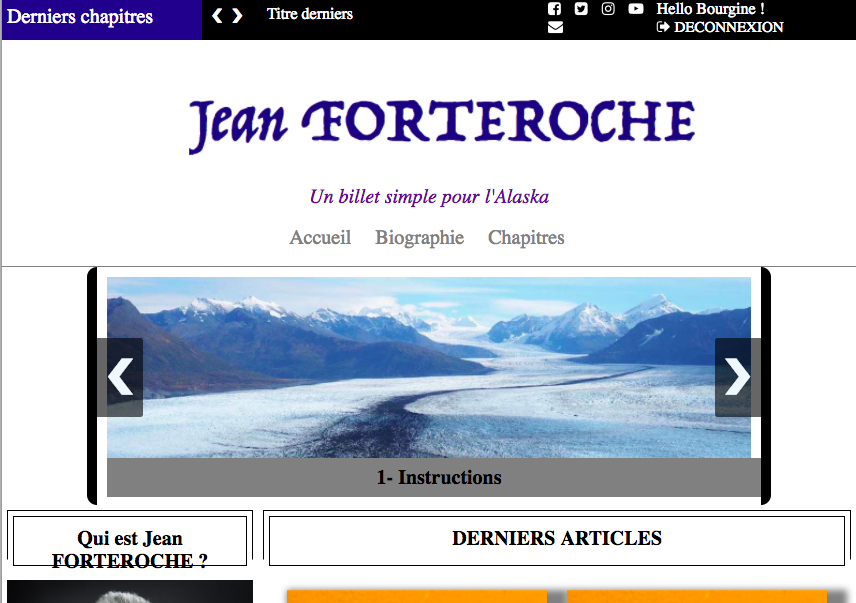 Derniers chapitres
Titre derniers
Hello Bourgine !
DECONNEXION
Jean FORTEROCHE
Un billet simple pour l'Alaska
Accueil Biographie Chapitres
1- Instructions
Qui est Jean
FORTEROCHE ?
DERNIERS ARTICLES